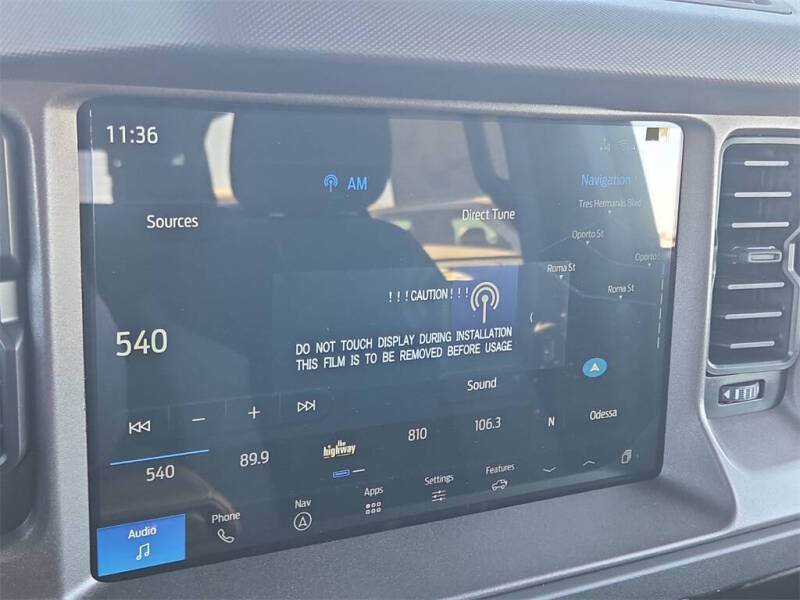 11:36
AM
Navigation
Sources
Direct Tune
Tres Hermanas Blvd
Oporto St
Oporto
Roma St
Roma St
!!!CAUTION!!!
540
DO NOT TOUCH DISPLAY DURING INSTALLATION
THIS FILM IS TO BE REMOVED BEFORE USAGE
Sound
540
89.9
the
highway
810
106.3
N
Odessa
Audio
Phone
Nav
Apps
Settings
Features